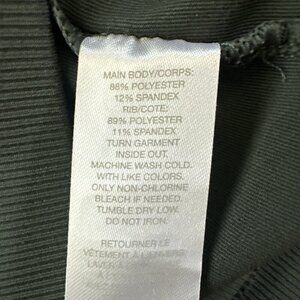 MAIN BODY/CORPS:
88% POLYESTER
12% SPANDEX
RIB/COTE:
89% POLYESTER
11% SPANDEX
TURN GARMENT
INSIDE OUT.
MACHINE WASH COLD.
WITH LIKE COLORS.
ONLY NON-CHLORINE
BLEACH IF NEEDED.
TUMBLE DRY LOW.
DO NOT IRON.
RETOURNER LE
VÊTEMENT À L'ENVERS.
LAVER À